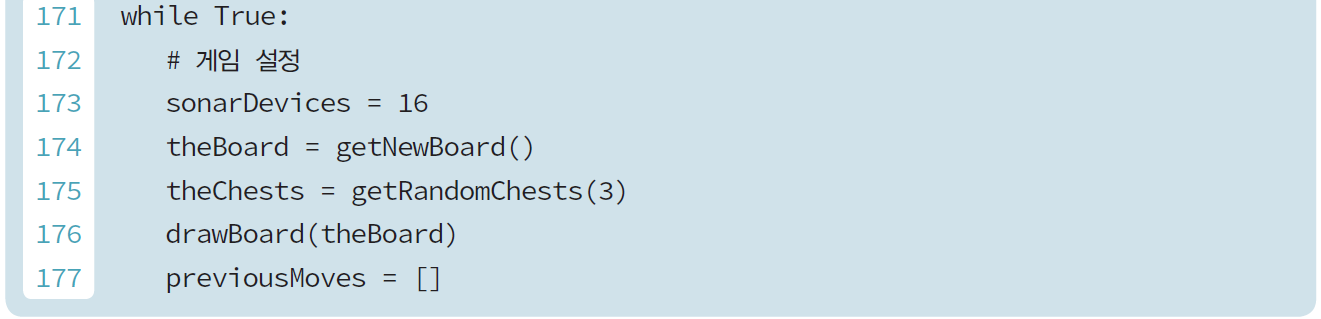 171 while True:
172 # 게임 설정
173 sonarDevices = 16
174 theBoard = getNewBoard()
175 theChests = getRandomChests(3)
176 drawBoard(theBoard)
177 previousMoves = []